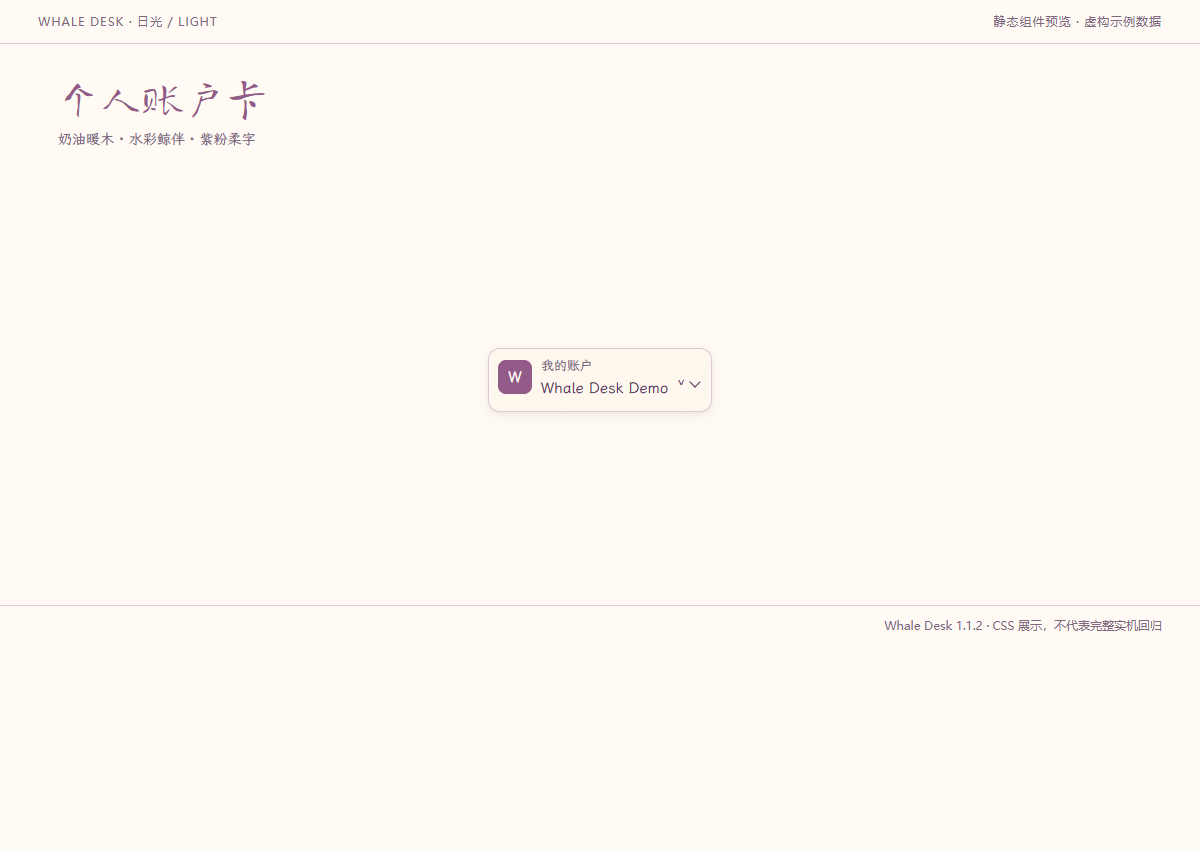 WHALE DESK · 日光 / LIGHT
静态组件预览 · 虚构示例数据
个人账户卡
奶油暖木 · 水彩鲸伴 · 紫粉柔字
W
我的账户
Whale Desk Demo ˅
Whale Desk 1.1.2 · CSS 展示，不代表完整实机回归